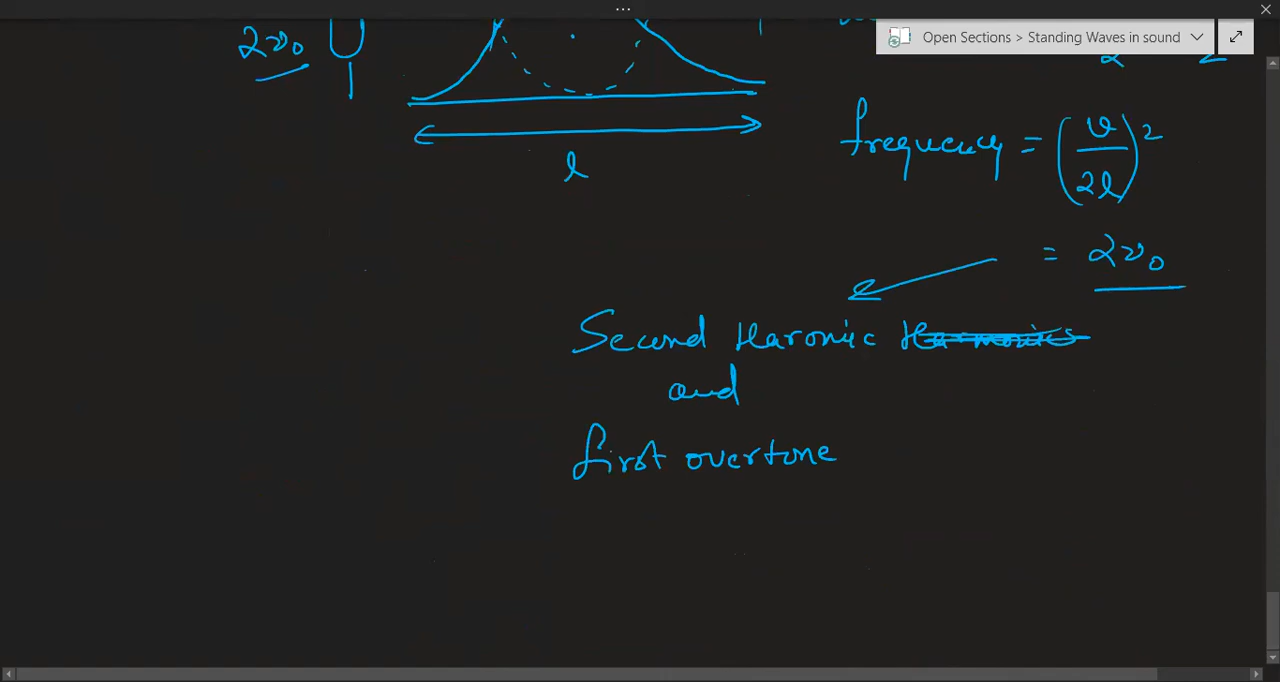 Open Sections > Standing Waves in sound
2ν₀
l
frequency = (v/2l)2
= 2ν₀
Second Haronic
and
first overtone